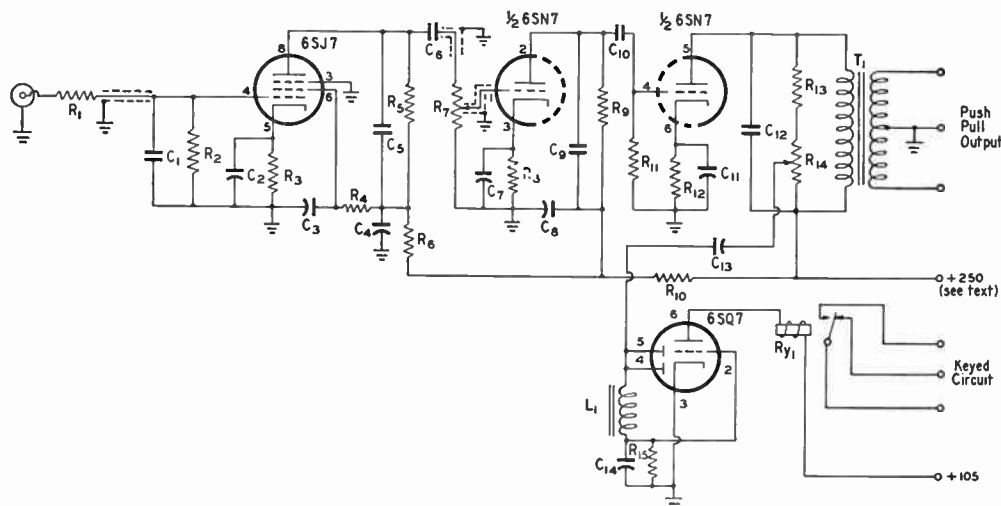 6SJ7
½ 6SN7
½ 6SN7
8
3
6
4
5
R1
C1
R2
C2
R3
C3
R4
C4
C5
R5
R6
C6
R7
2
3
C7
R3
C8
C9
R9
C10
4
5
6
R11
R12
C11
C12
R13
R14
T1
Push
Pull
Output
C13
R10
+250
(see text)
6SQ7
6
5
4
2
3
L1
C14
R15
Ry1
Keyed
Circuit
+105